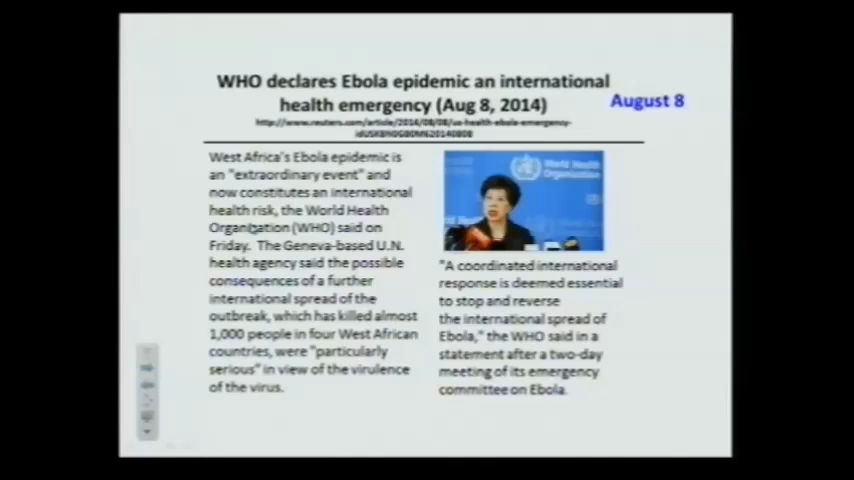 WHO declares Ebola epidemic an international
health emergency (Aug 8, 2014)
August 8
West Africa's Ebola epidemic is
an "extraordinary event" and
now constitutes an international
health risk, the World Health
Organization (WHO) said on
Friday. The Geneva-based U.N.
health agency said the possible
consequences of a further
international spread of the
outbreak, which has killed almost
1,000 people in four West African
countries, were "particularly
serious" in view of the virulence
of the virus.
World Health
Organization
"A coordinated international
response is deemed essential
to stop and reverse
the international spread of
Ebola," the WHO said in a
statement after a two-day
meeting of its emergency
committee on Ebola.